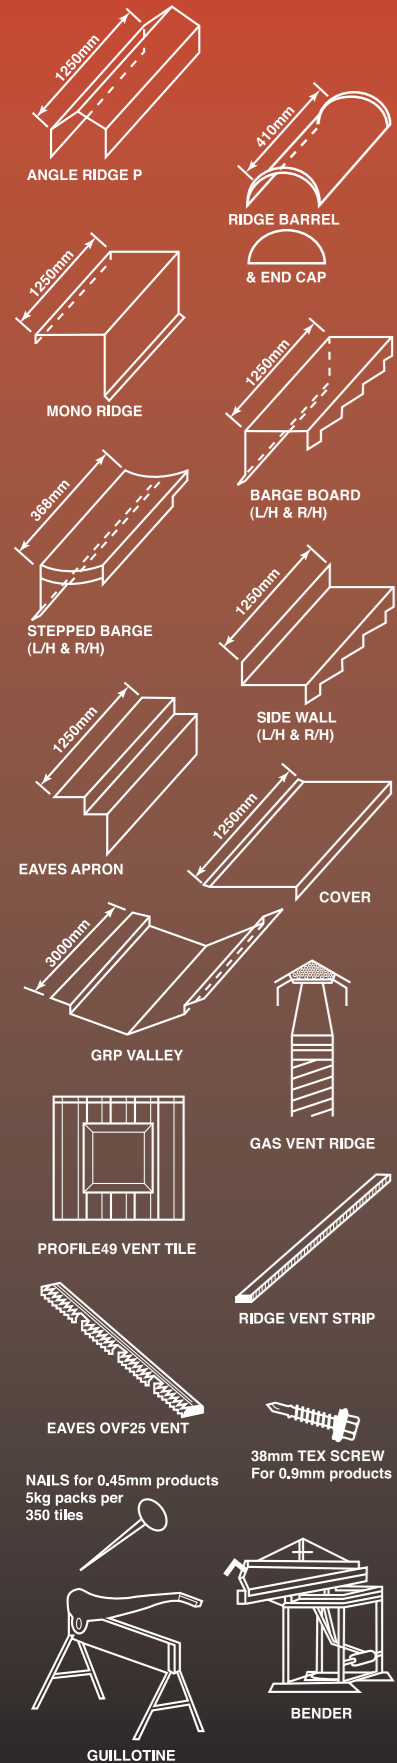 1250mm
ANGLE RIDGE P
410mm
RIDGE BARREL
& END CAP
1250mm
MONO RIDGE
1250mm
BARGE BOARD
(L/H & R/H)
368mm
STEPPED BARGE
(L/H & R/H)
1250mm
SIDE WALL
(L/H & R/H)
1250mm
EAVES APRON
1250mm
COVER
3000mm
GRP VALLEY
GAS VENT RIDGE
PROFILE49 VENT TILE
RIDGE VENT STRIP
EAVES OVF25 VENT
38mm TEX SCREW
For 0.9mm products
NAILS for 0.45mm products
5kg packs per
350 tiles
BENDER
GUILLOTINE